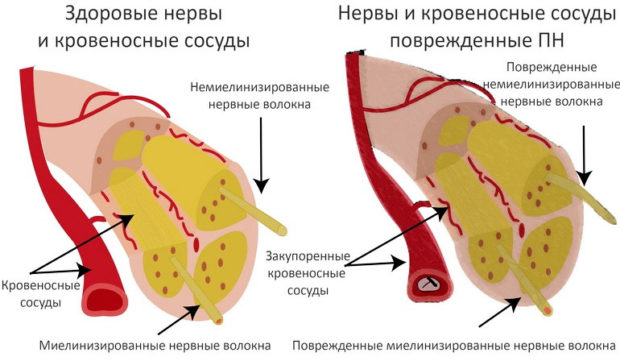 Здоровые нервы
и кровеносные сосуды
Немиелинизированные
нервные волокна
Кровеносные
сосуды
Миелинизированные нервные волокна
Нервы и кровеносные сосуды
поврежденные ПН
Поврежденные
немиелинизированные
нервные волокна
Закупоренные
кровеносные
сосуды
Поврежденные миелинизированные нервные волокна